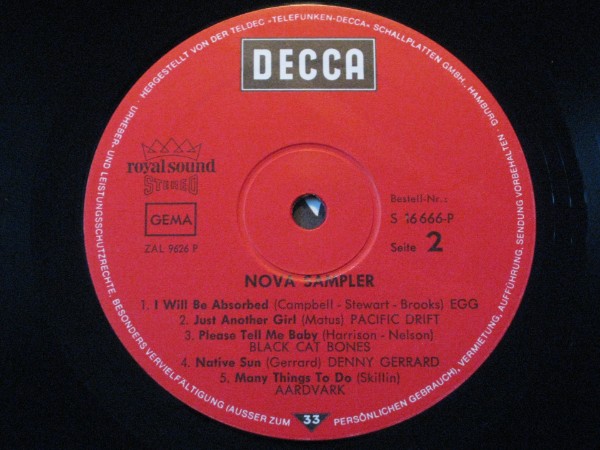 URHEBER- UND LEISTUNGSSCHUTZRECHTE. · HERGESTELLT VON DER TELDEC »TELEFUNKEN-DECCA« SCHALLPLATTEN GMBH., HAMBURG · AUFFÜHRUNG, SENDUNG VORBEHALTEN
DECCA
royal sound
STEREO
GEMA
ZAL 9626 P
Bestell-Nr.:
S 16666-P
Seite 2
NOVA SAMPLER
1. I Will Be Absorbed (Campbell - Stewart - Brooks) EGG
2. Just Another Girl (Matus) PACIFIC DRIFT
3. Please Tell Me Baby (Harrison - Nelson)
BLACK CAT BONES
4. Native Sun (Gerrard) DENNY GERRARD
5. Many Things To Do (Skillin)
AARDVARK
BESONDERS VERVIELFÄLTIGUNG (AUSSER ZUM
33
PERSÖNLICHEN GEBRAUCH), VERMIETUNG,